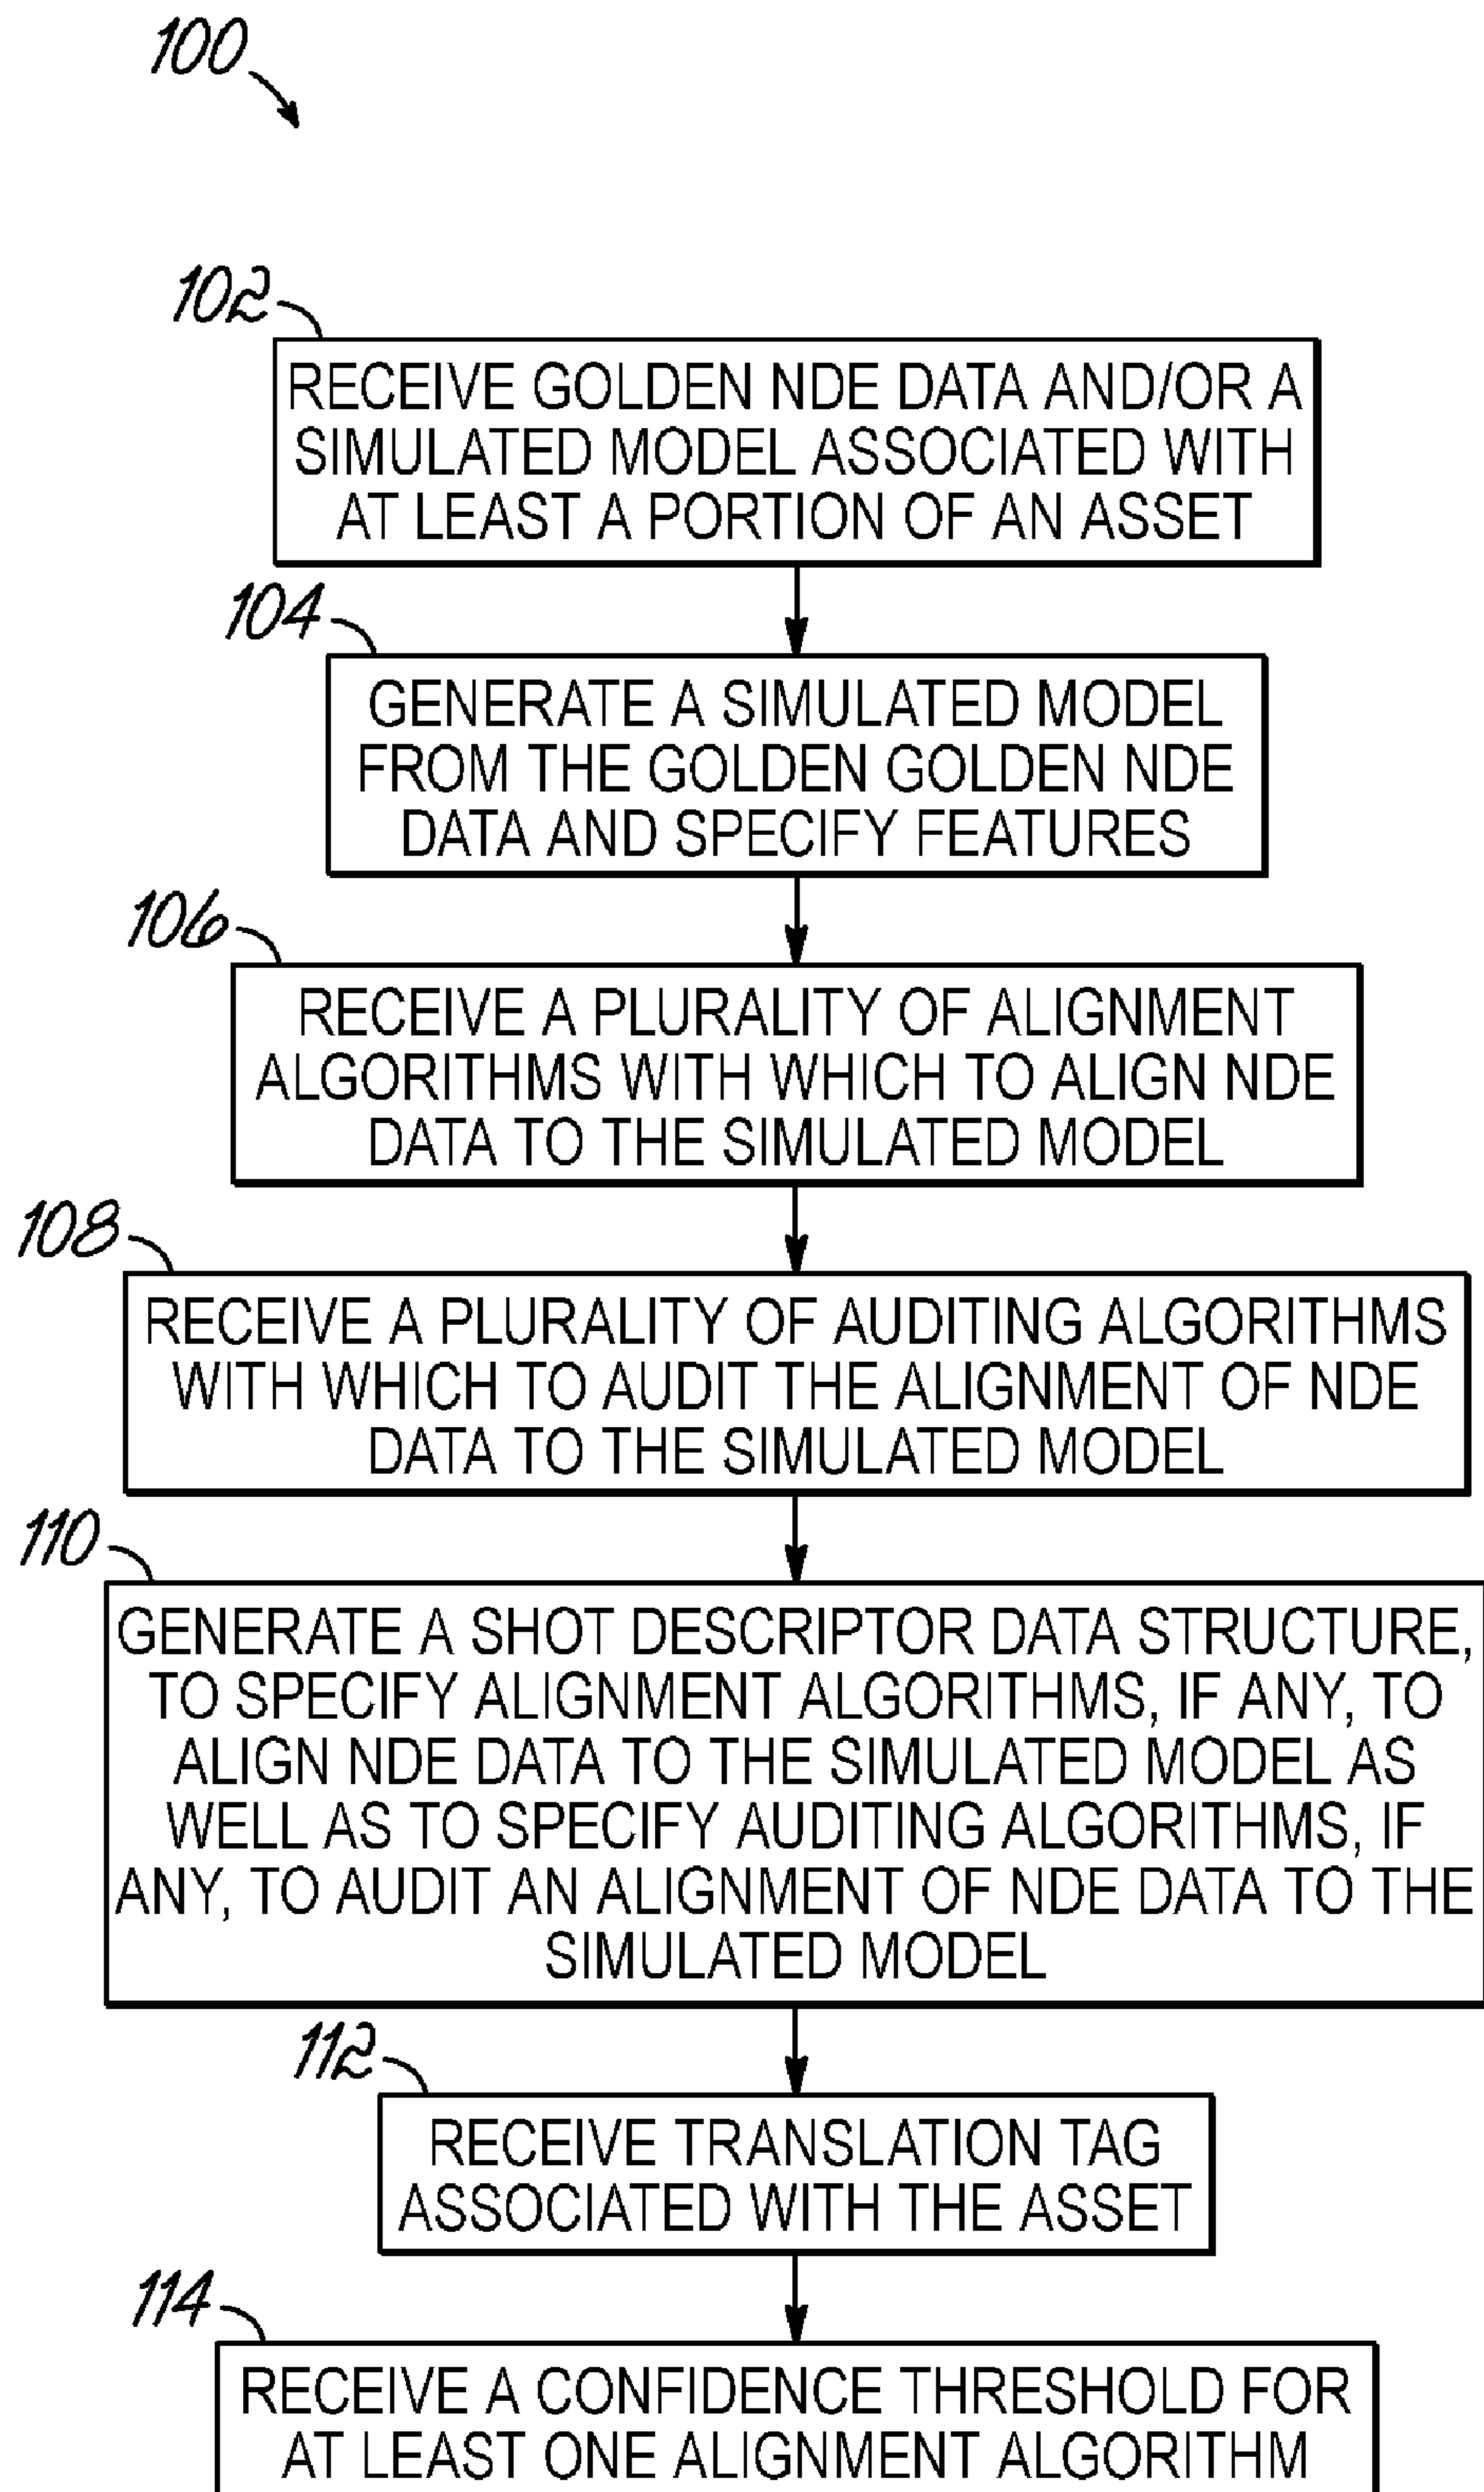 100
102
RECEIVE GOLDEN NDE DATA AND/OR A
SIMULATED MODEL ASSOCIATED WITH
AT LEAST A PORTION OF AN ASSET
104
GENERATE A SIMULATED MODEL
FROM THE GOLDEN GOLDEN NDE
DATA AND SPECIFY FEATURES
106
RECEIVE A PLURALITY OF ALIGNMENT
ALGORITHMS WITH WHICH TO ALIGN NDE
DATA TO THE SIMULATED MODEL
108
RECEIVE A PLURALITY OF AUDITING ALGORITHMS
WITH WHICH TO AUDIT THE ALIGNMENT OF NDE
DATA TO THE SIMULATED MODEL
110
GENERATE A SHOT DESCRIPTOR DATA STRUCTURE,
TO SPECIFY ALIGNMENT ALGORITHMS, IF ANY, TO
ALIGN NDE DATA TO THE SIMULATED MODEL AS
WELL AS TO SPECIFY AUDITING ALGORITHMS, IF
ANY, TO AUDIT AN ALIGNMENT OF NDE DATA TO THE
SIMULATED MODEL
112
RECEIVE TRANSLATION TAG
ASSOCIATED WITH THE ASSET
114
RECEIVE A CONFIDENCE THRESHOLD FOR
AT LEAST ONE ALIGNMENT ALGORITHM